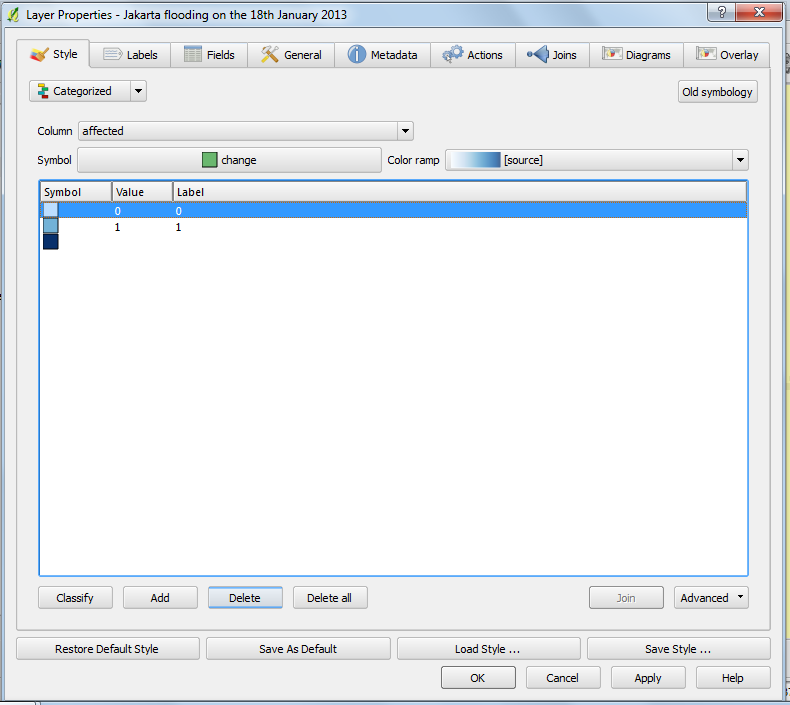 Layer Properties - Jakarta flooding on the 18th January 2013
?
Style Labels Fields General Metadata Actions Joins Diagrams Overlay
Categorized Old symbology
Column affected
Symbol change Color ramp [source]
Symbol Value Label
0 0
1 1
Classify Add Delete Delete all Join Advanced
Restore Default Style Save As Default Load Style ... Save Style ...
OK Cancel Apply Help